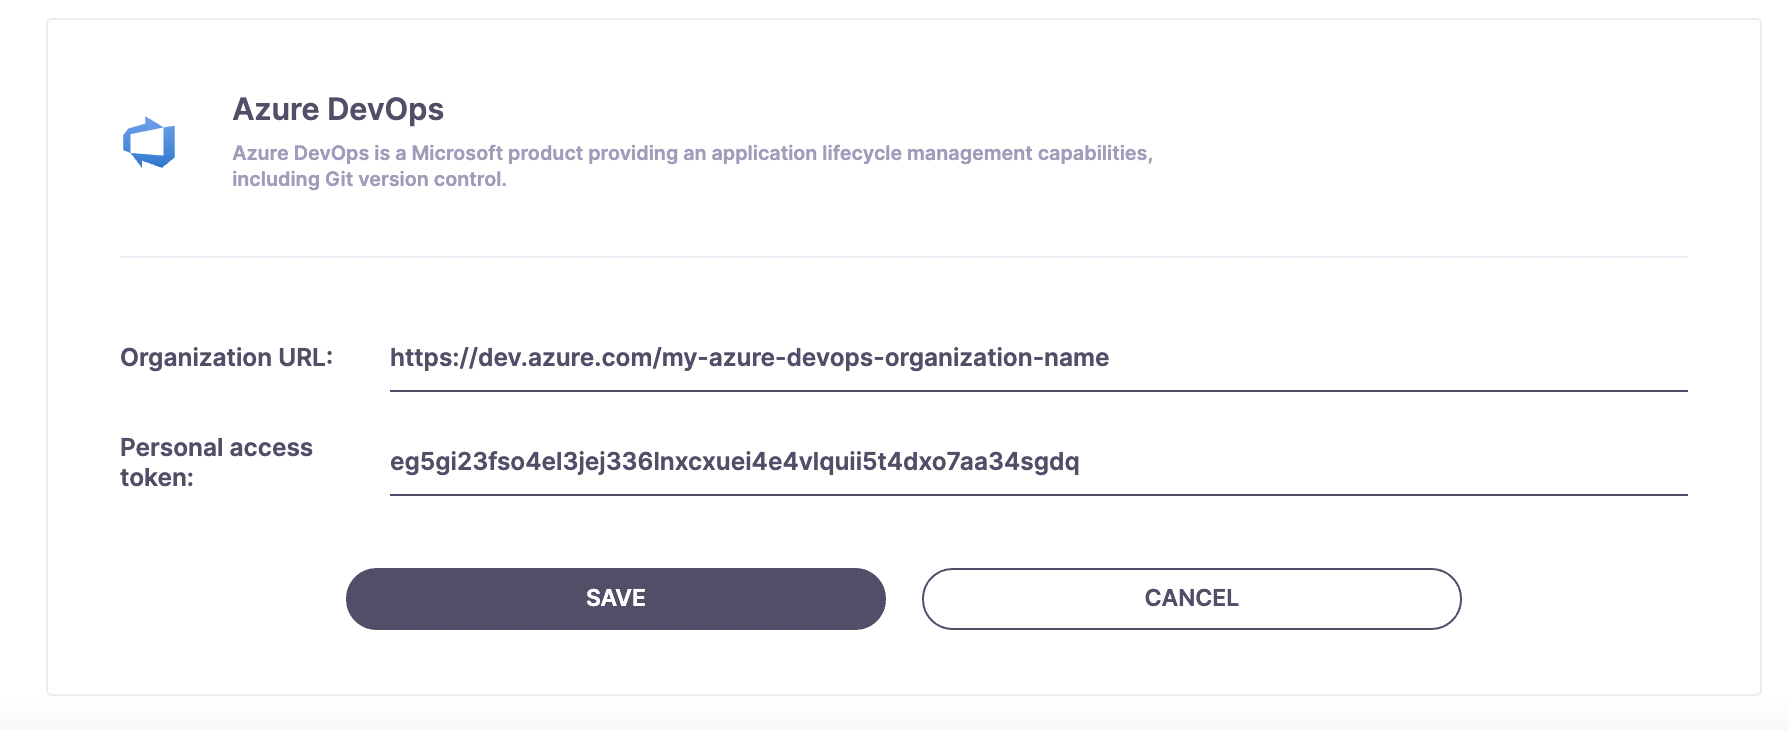 Azure DevOps
Azure DevOps is a Microsoft product providing an application lifecycle management capabilities,
including Git version control.
Organization URL:
https://dev.azure.com/my-azure-devops-organization-name
Personal access
token:
eg5gi23fso4el3jej336lnxcxuei4e4vlquii5t4dxo7aa34sgdq
SAVE
CANCEL